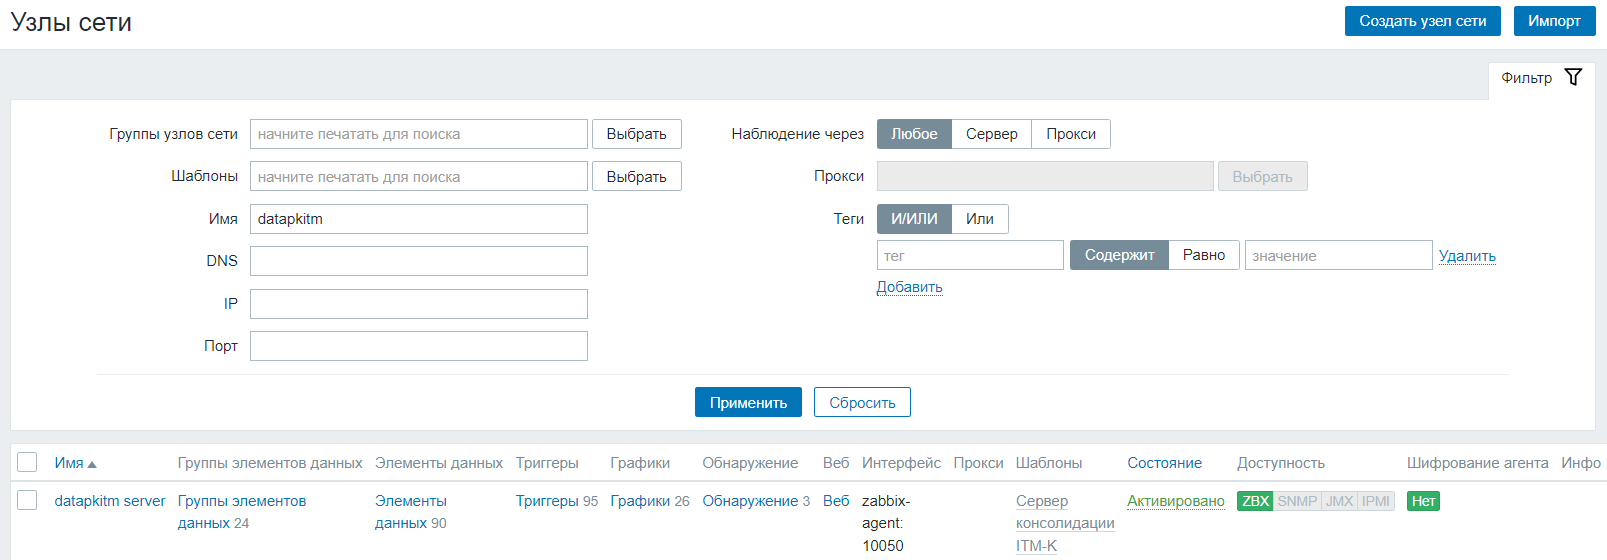 Узлы сети
Создать узел сети
Импорт
Фильтр
Группы узлов сети
начните печатать для поиска
Выбрать
Наблюдение через
Любое
Сервер
Прокси
Шаблоны
начните печатать для поиска
Выбрать
Прокси
Выбрать
Имя
datapkitm
Теги
И/ИЛИ
Или
DNS
тег
Содержит
Равно
значение
Удалить
Добавить
IP
Порт
Применить
Сбросить
Имя
Группы элементов данных
Элементы данных
Триггеры
Графики
Обнаружение
Веб
Интерфейс
Прокси
Шаблоны
Состояние
Доступность
Шифрование агента
Инфо
datapkitm server
Группы элементов
данных 24
Элементы
данных 90
Триггеры 95
Графики 26
Обнаружение 3
Веб
zabbix-
agent:
10050
Сервер
консолидации
ITM-K
Активировано
ZBX
SNMP
JMX
IPMI
Нет